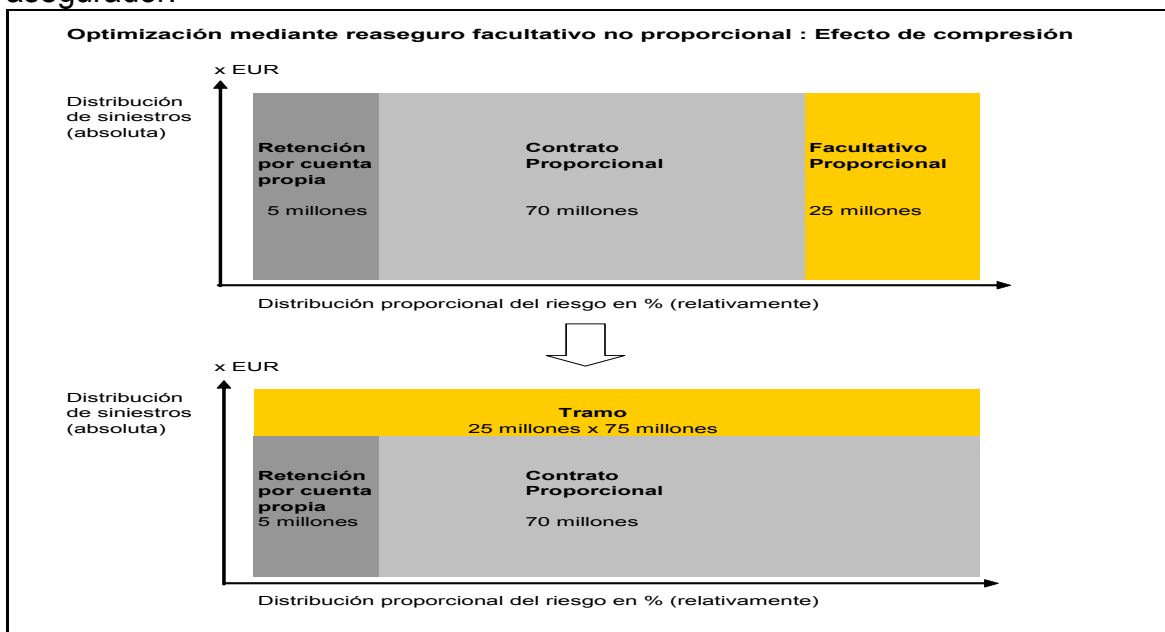 asegurador.
Optimización mediante reaseguro facultativo no proporcional : Efecto de compresión
x EUR
Distribución
de siniestros
(absoluta)
Retención
por cuenta
propia
5 millones
Contrato
Proporcional
70 millones
Facultativo
Proporcional
25 millones
Distribución proporcional del riesgo en % (relativamente)
x EUR
Distribución
de siniestros
(absoluta)
Tramo
25 millones x 75 millones
Retención
por cuenta
propia
5 millones
Contrato
Proporcional
70 millones
Distribución proporcional del riesgo en % (relativamente)